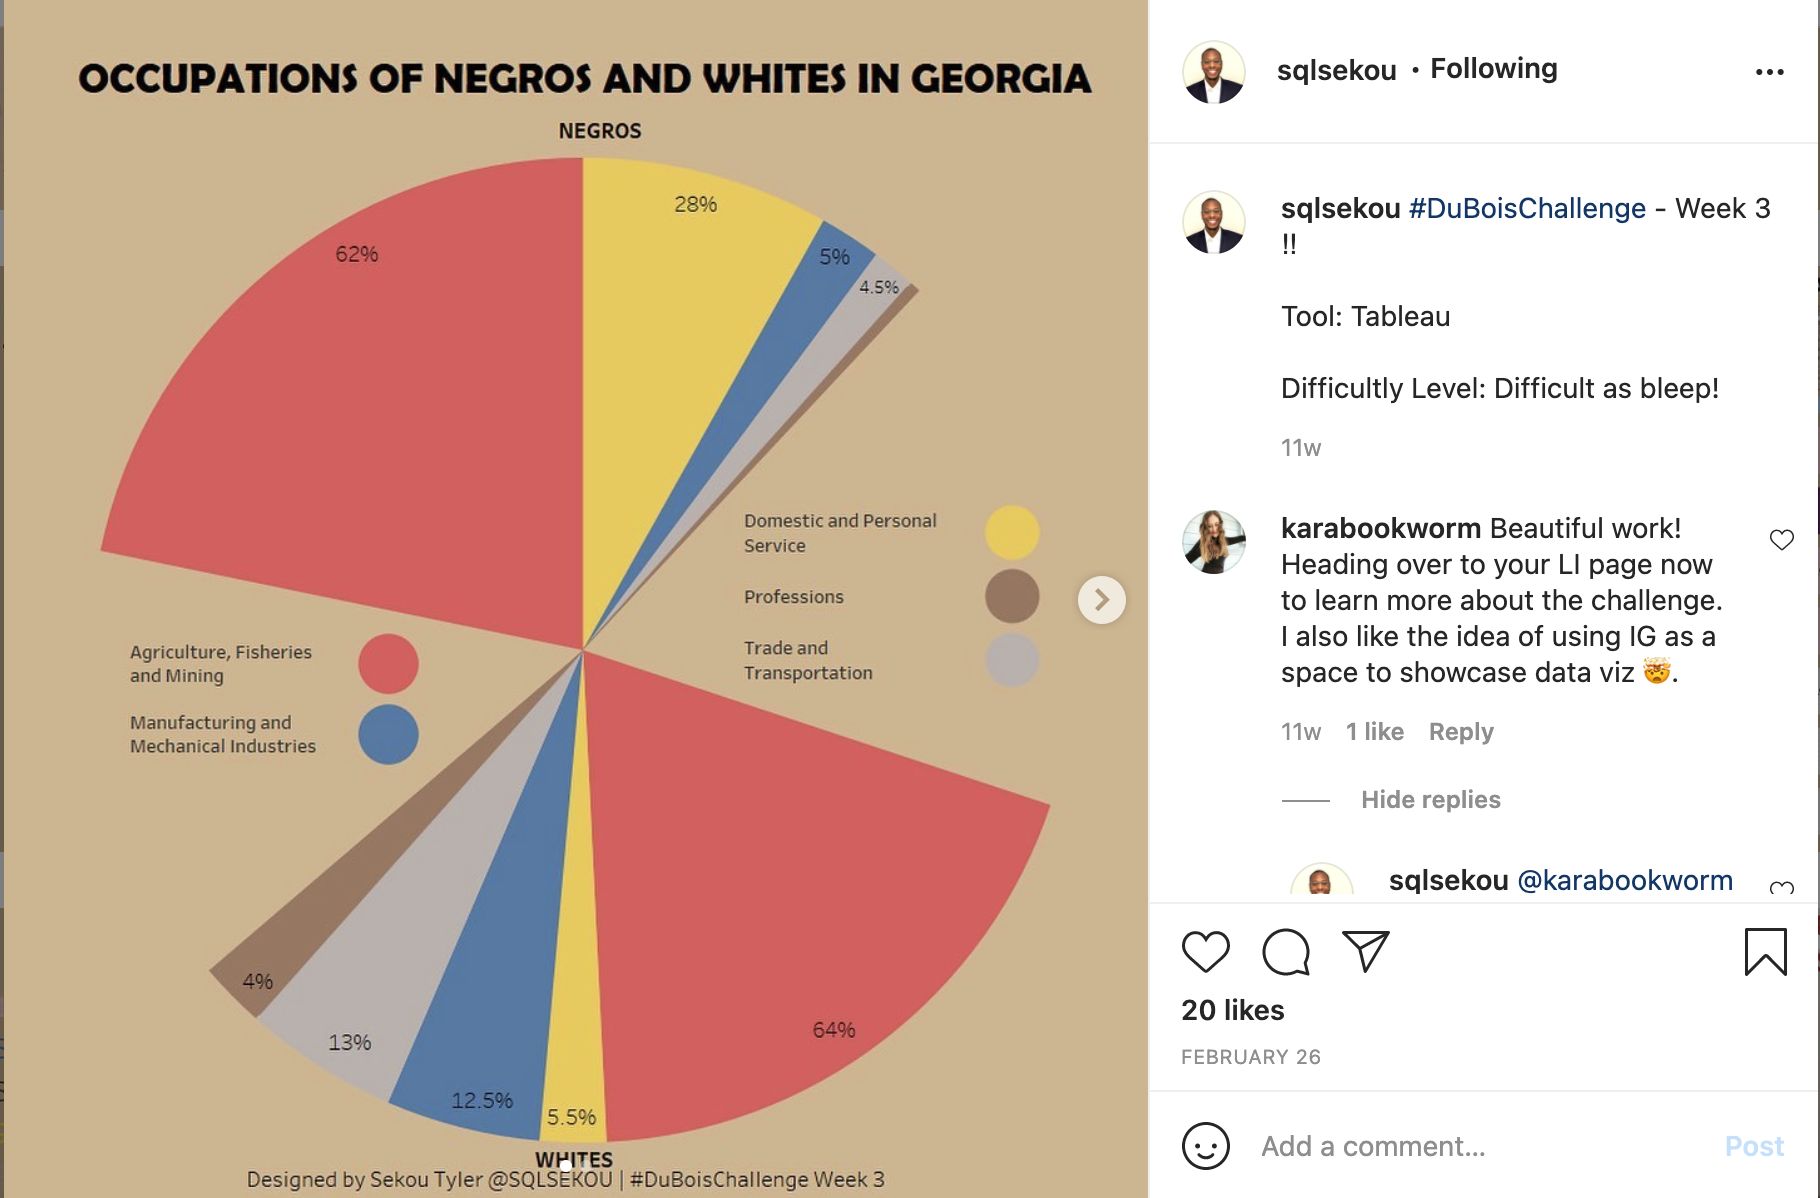 OCCUPATIONS OF NEGROS AND WHITES IN GEORGIA
NEGROS
62%
28%
5%
4.5%
Domestic and Personal
Service
Professions
Trade and
Transportation
Agriculture, Fisheries
and Mining
Manufacturing and
Mechanical Industries
4%
13%
12.5%
5.5%
64%
WHITES
Designed by Sekou Tyler @SQLSEKOU | #DuBoisChallenge Week 3
sqlsekou • Following
sqlsekou #DuBoisChallenge - Week 3
!!
Tool: Tableau
Difficultly Level: Difficult as bleep!
11w
karabookworm Beautiful work!
Heading over to your LI page now
to learn more about the challenge.
I also like the idea of using IG as a
space to showcase data viz 🤯.
11w 1 like Reply
Hide replies
sqlsekou @karabookworm
20 likes
FEBRUARY 26
Add a comment... Post